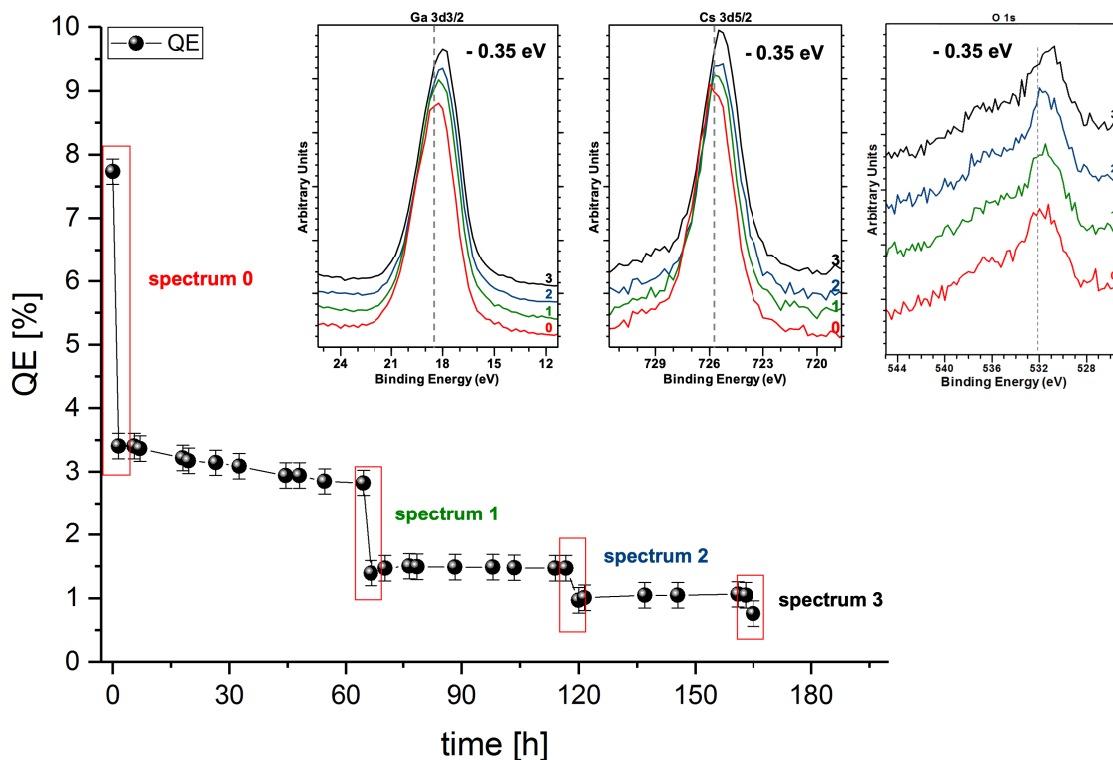 QE
Ga 3d3/2
- 0.35 eV
Arbitrary Units
3
2
1
0
24 21 18 15 12
Binding Energy (eV)
Cs 3d5/2
- 0.35 eV
Arbitrary Units
3
2
1
0
729 726 723 720
Binding Energy (eV)
O 1s
- 0.35 eV
Arbitrary Units
3
2
1
0
544 540 536 532 528
Binding Energy (eV)
QE [%]
10
9
8
7
6
5
4
3
2
1
0
spectrum 0
spectrum 1
spectrum 2
spectrum 3
0 30 60 90 120 150 180
time [h]